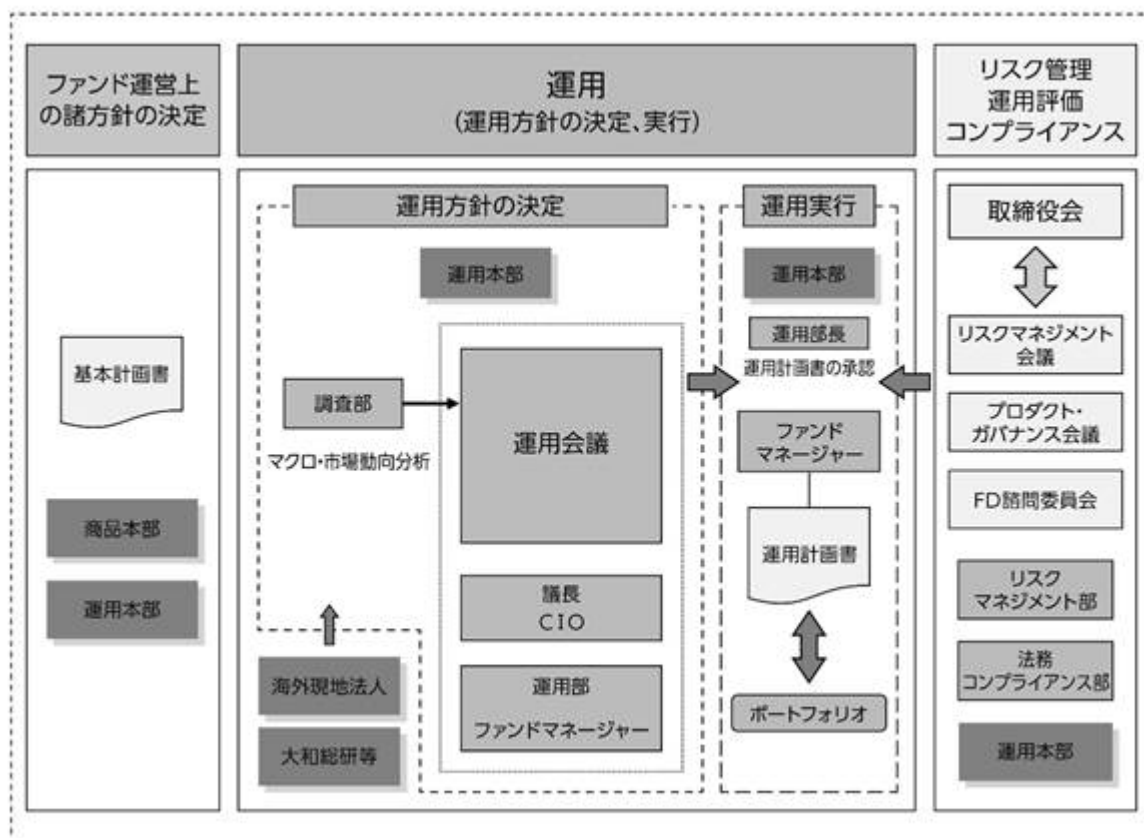 ファンド運営上
の諸方針の決定
運用
(運用方針の決定、実行)
リスク管理
運用評価
コンプライアンス
基本計画書
商品本部
運用本部
運用方針の決定
運用本部
調査部
マクロ・市場動向分析
運用会議
議長
CIO
運用部
ファンドマネージャー
海外現地法人
大和総研等
運用実行
運用本部
運用部長
運用計画書の承認
ファンド
マネージャー
運用計画書
ポートフォリオ
取締役会
リスクマネジメント
会議
プロダクト・
ガバナンス会議
FD諮問委員会
リスク
マネジメント部
法務
コンプライアンス部
運用本部